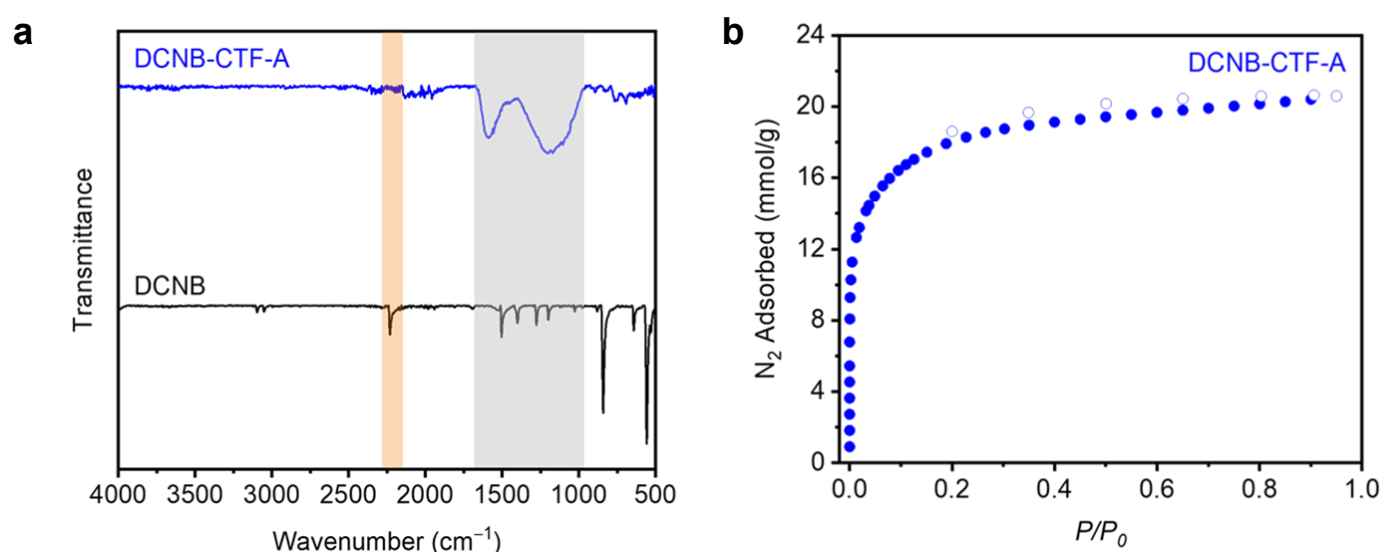 a
DCNB-CTF-A
DCNB
Transmittance
4000 3500 3000 2500 2000 1500 1000 500
Wavenumber (cm⁻¹)
b
DCNB-CTF-A
24
20
16
12
8
4
0
N₂ Adsorbed (mmol/g)
0.0 0.2 0.4 0.6 0.8 1.0
P/P₀